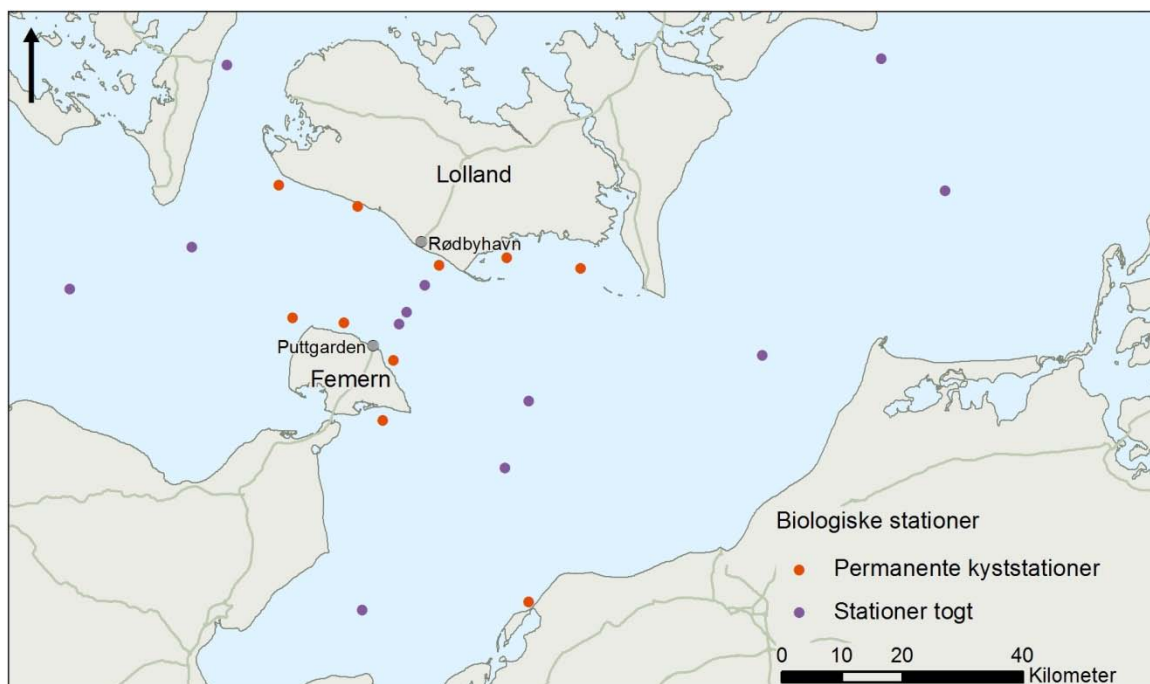 Lolland
Rødbyhavn
Puttgarden
Femern
Biologiske stationer
Permanente kyststationer
Stationer togt
0 10 20 40
Kilometer